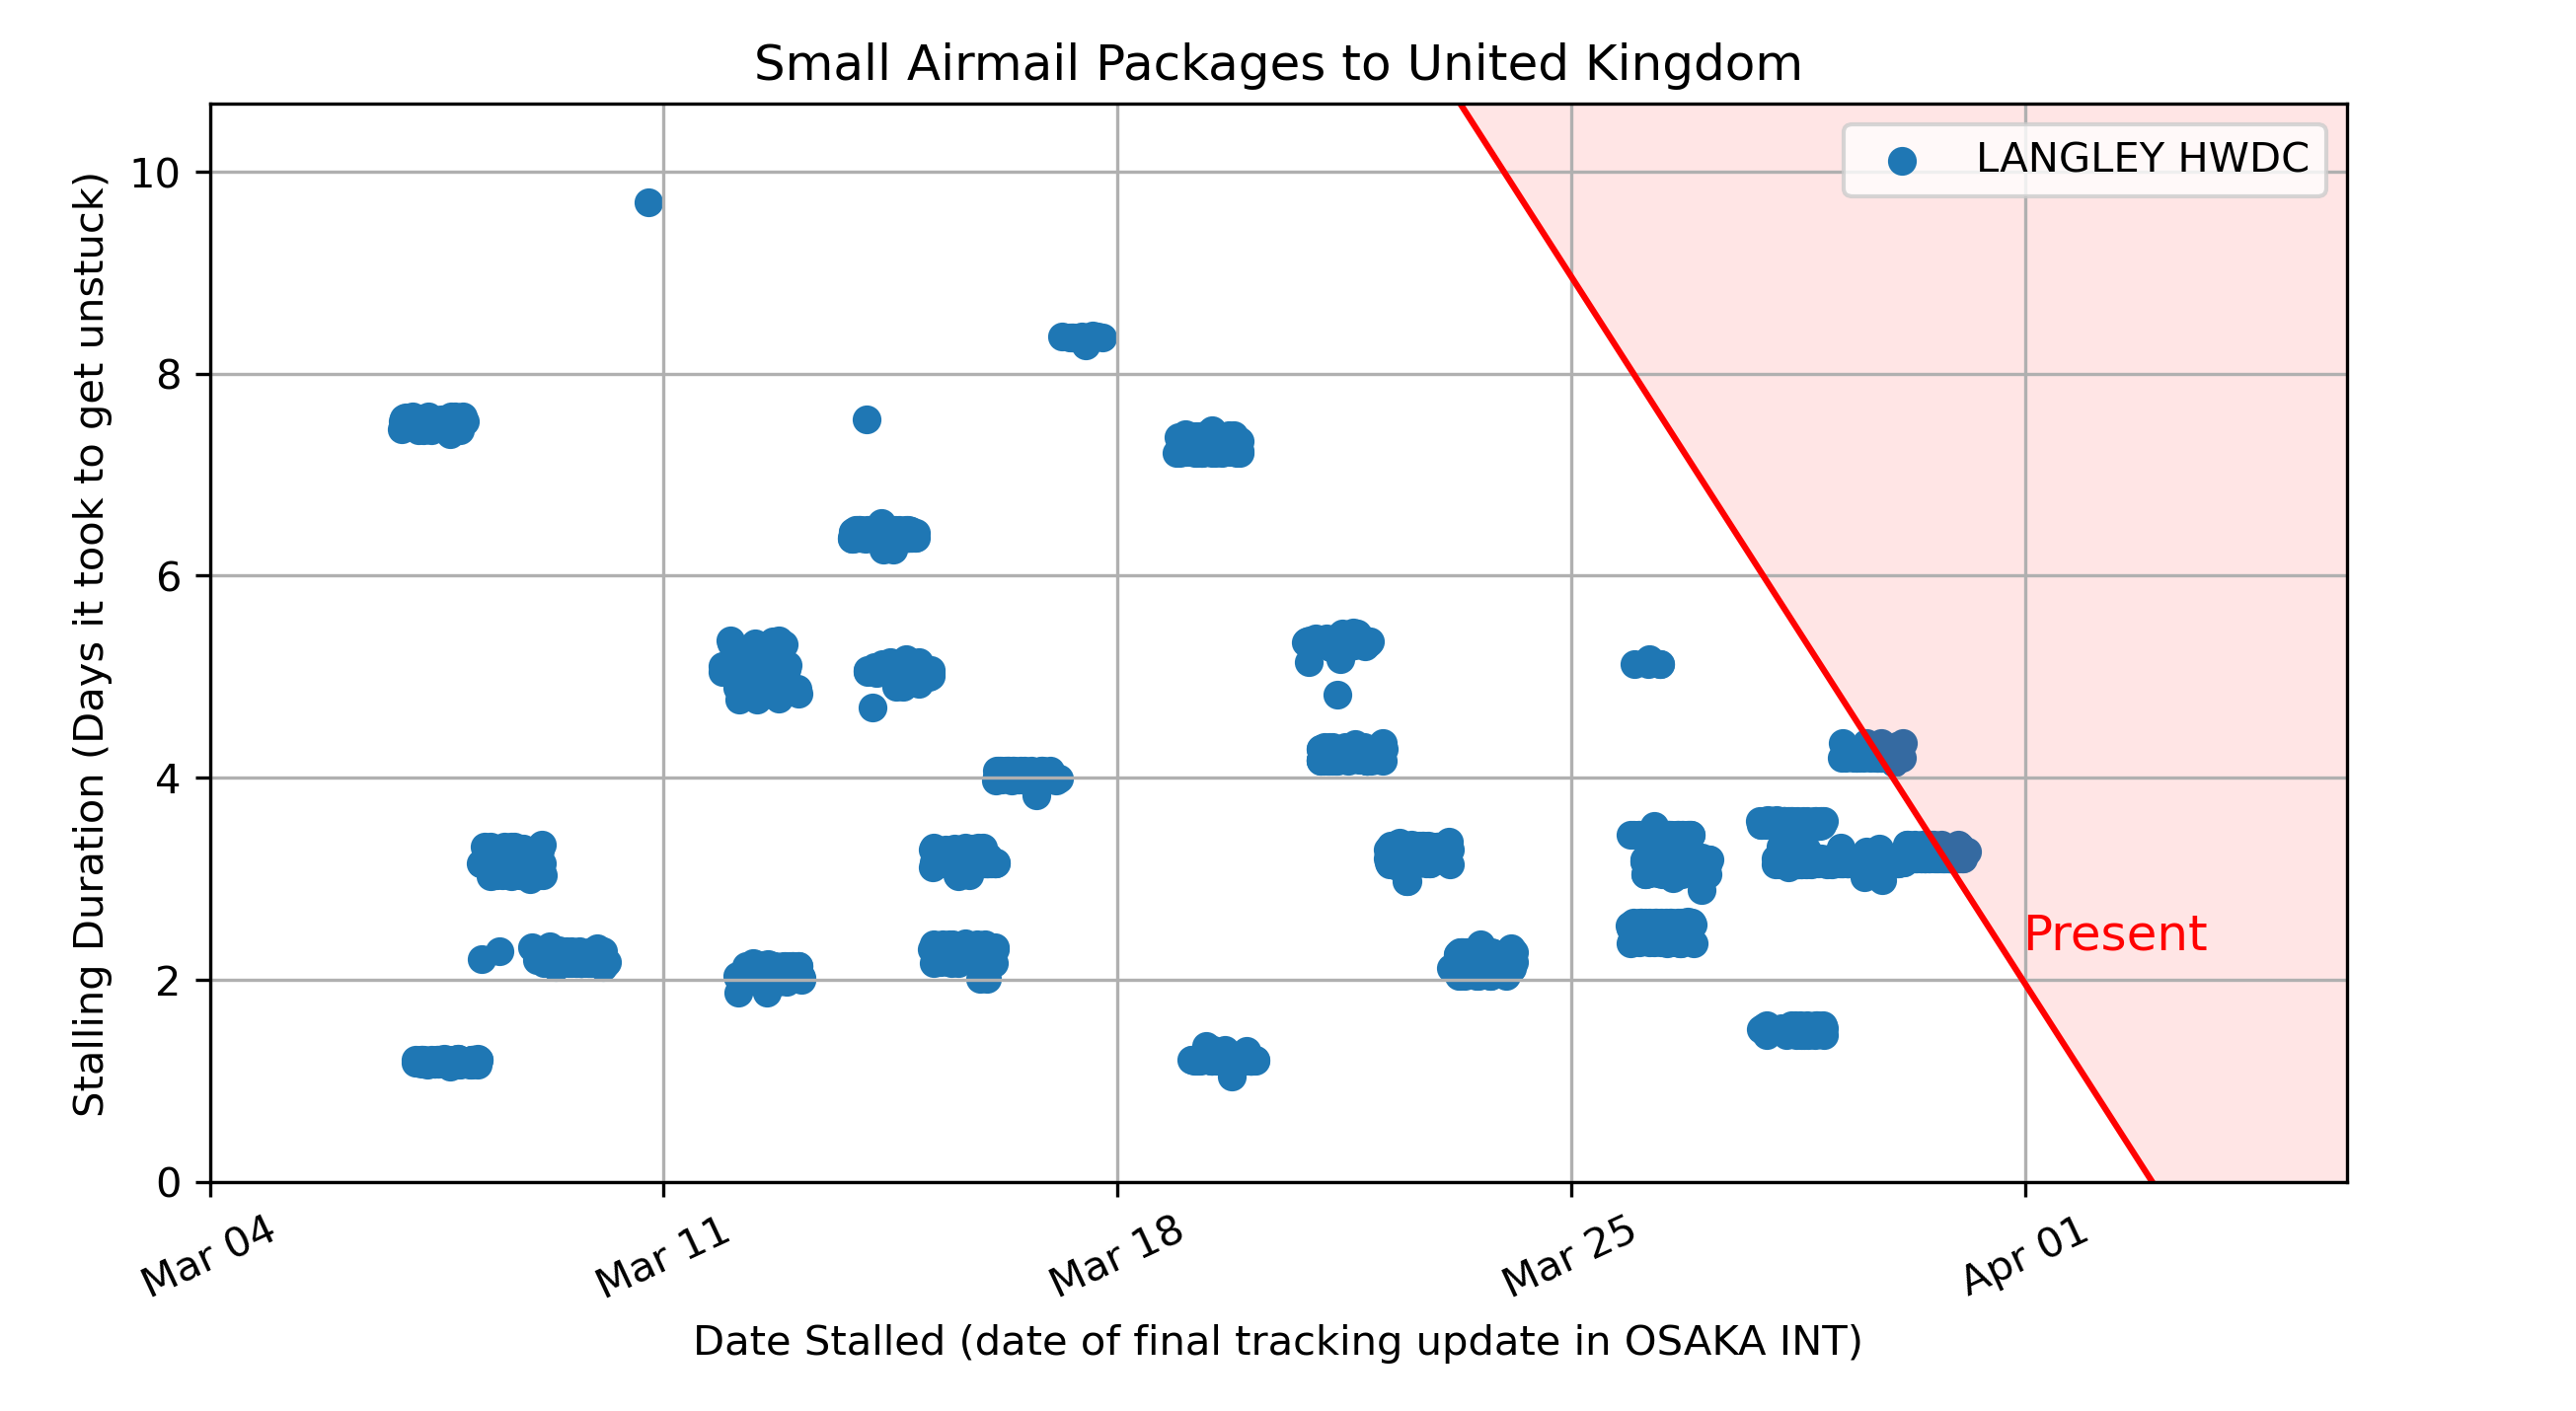 Small Airmail Packages to United Kingdom
LANGLEY HWDC
10
8
6
4
2
0
Stalling Duration (Days it took to get unstuck)
Present
Mar 04
Mar 11
Mar 18
Mar 25
Apr 01
Date Stalled (date of final tracking update in OSAKA INT)